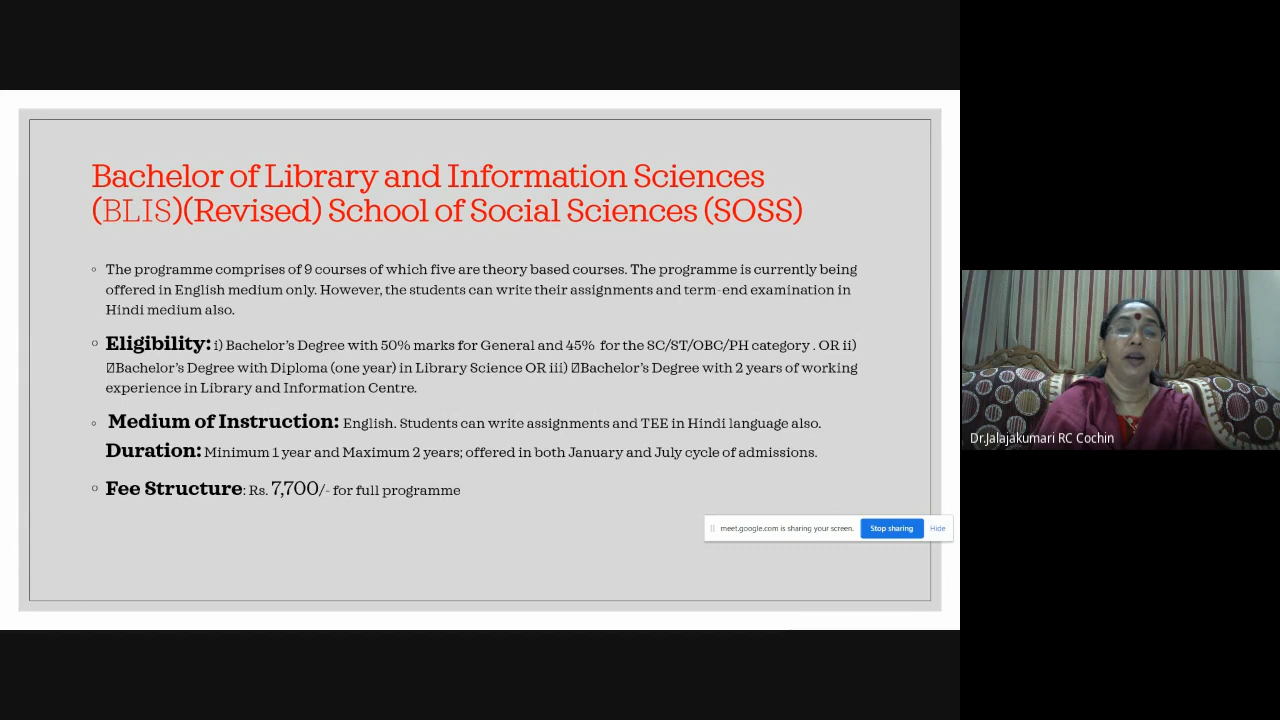 Bachelor of Library and Information Sciences
(BLIS)(Revised) School of Social Sciences (SOSS)
The programme comprises of 9 courses of which five are theory based courses. The programme is currently being
offered in English medium only. However, the students can write their assignments and term-end examination in
Hindi medium also.
Eligibility: i) Bachelor's Degree with 50% marks for General and 45% for the SC/ST/OBC/PH category . OR ii)
Bachelor's Degree with Diploma (one year) in Library Science OR iii) Bachelor's Degree with 2 years of working
experience in Library and Information Centre.
Medium of Instruction: English. Students can write assignments and TEE in Hindi language also.
Duration: Minimum 1 year and Maximum 2 years; offered in both January and July cycle of admissions.
Fee Structure: Rs. 7,700/- for full programme
meet.google.com is sharing your screen. Stop sharing Hide
Dr.Jalajakumari RC Cochin